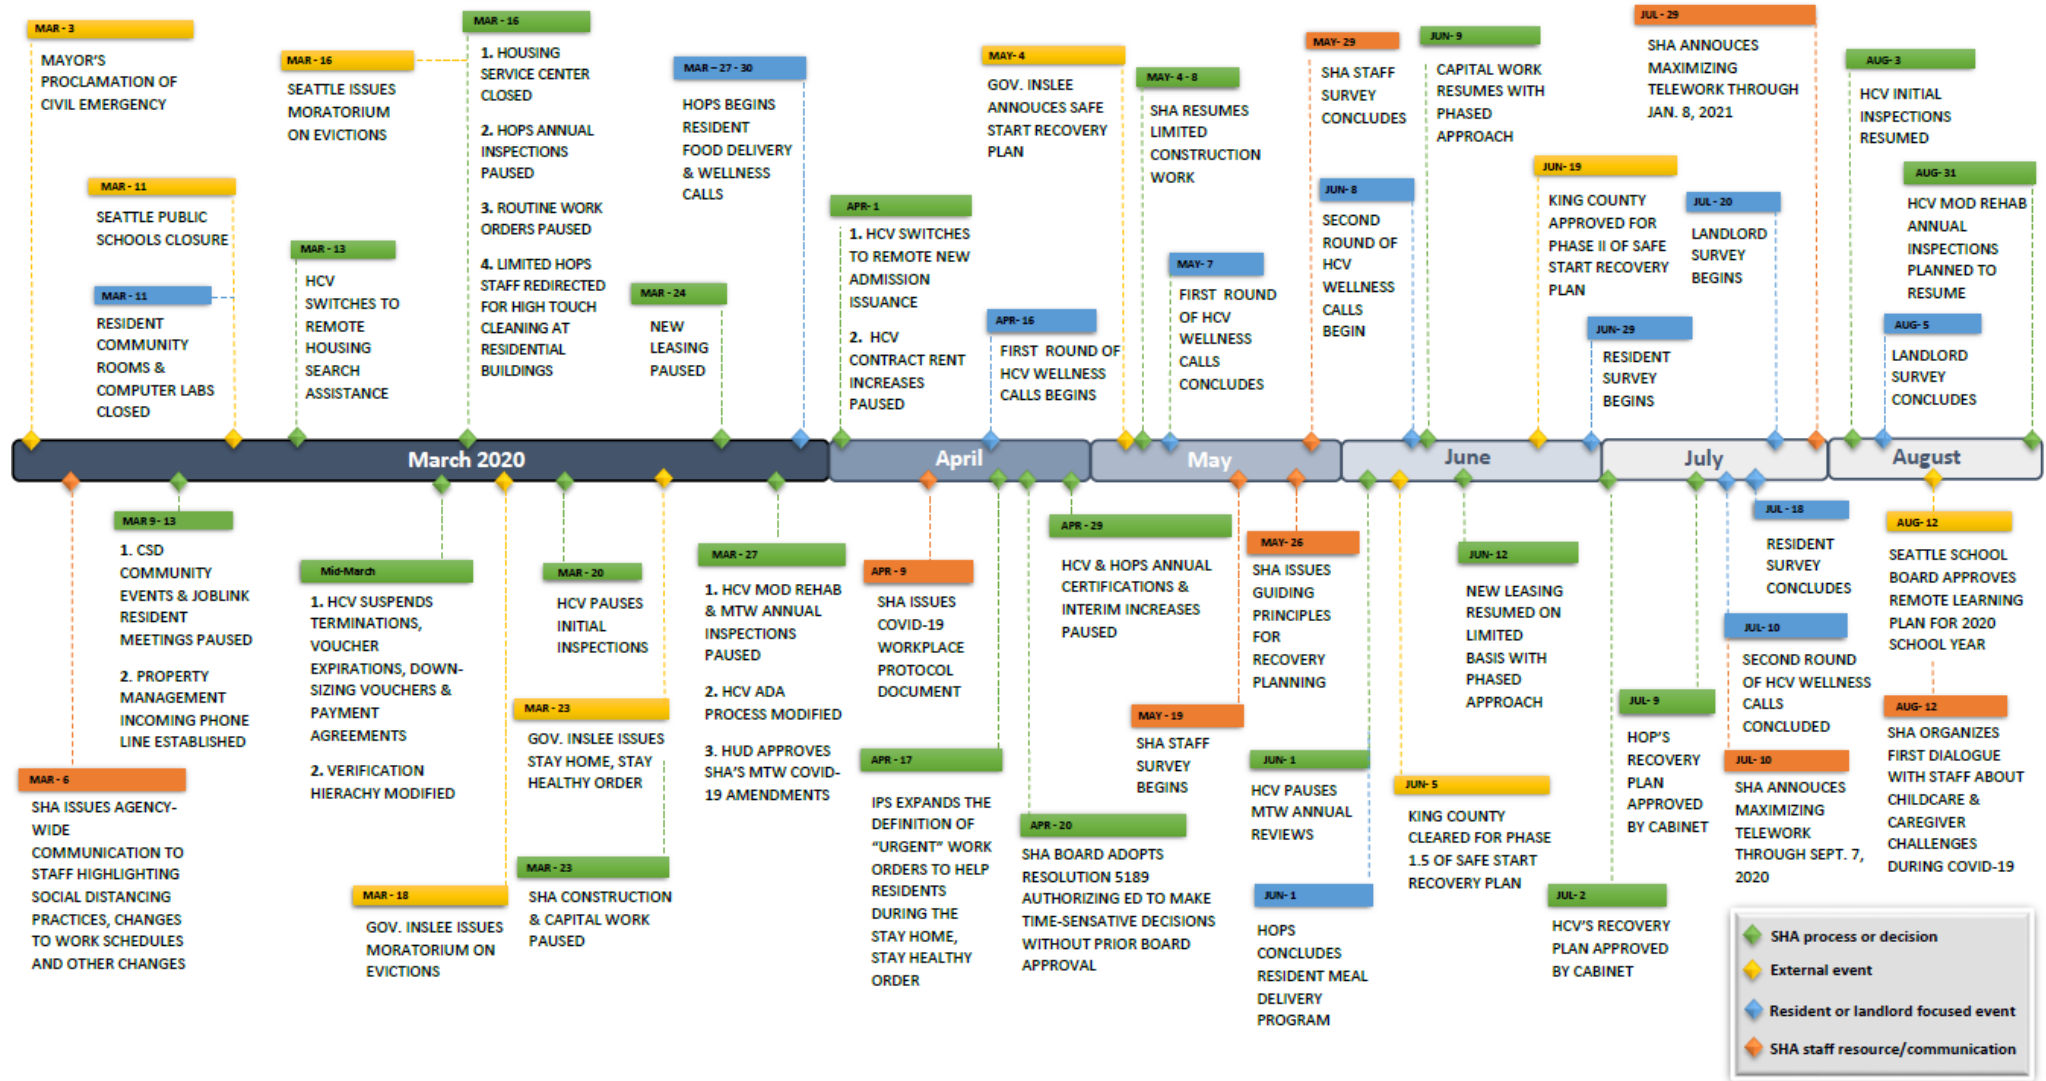 MAR - 3
MAYOR'S
PROCLAMATION OF
CIVIL EMERGENCY
MAR - 11
SEATTLE PUBLIC
SCHOOLS CLOSURE
MAR - 11
RESIDENT
COMMUNITY
ROOMS &
COMPUTER LABS
CLOSED
MAR - 16
SEATTLE ISSUES
MORATORIUM
ON EVICTIONS
MAR - 13
HCV
SWITCHES TO
REMOTE
HOUSING
SEARCH
ASSISTANCE
MAR - 16
1. HOUSING
SERVICE CENTER
CLOSED
2. HOPS ANNUAL
INSPECTIONS
PAUSED
3. ROUTINE WORK
ORDERS PAUSED
4. LIMITED HOPS
STAFF REDIRECTED
FOR HIGH TOUCH
CLEANING AT
RESIDENTIAL
BUILDINGS
MAR – 27 - 30
HOPS BEGINS
RESIDENT
FOOD DELIVERY
& WELLNESS
CALLS
MAR - 24
NEW
LEASING
PAUSED
APR- 1
1. HCV SWITCHES
TO REMOTE NEW
ADMISSION
ISSUANCE
2. HCV
CONTRACT RENT
INCREASES
PAUSED
MAY- 4
GOV. INSLEE
ANNOUCES SAFE
START RECOVERY
PLAN
APR- 16
FIRST ROUND OF
HCV WELLNESS
CALLS BEGINS
MAY- 4 - 8
SHA RESUMES
LIMITED
CONSTRUCTION
WORK
MAY- 7
FIRST ROUND
OF HCV
WELLNESS
CALLS
CONCLUDES
MAY- 29
SHA STAFF
SURVEY
CONCLUDES
JUN- 8
SECOND
ROUND OF
HCV
WELLNESS
CALLS
BEGIN
JUN- 9
CAPITAL WORK
RESUMES WITH
PHASED
APPROACH
JUN- 19
KING COUNTY
APPROVED FOR
PHASE II OF SAFE
START RECOVERY
PLAN
JUN- 29
RESIDENT
SURVEY
BEGINS
JUL- 29
SHA ANNOUCES
MAXIMIZING
TELEWORK THROUGH
JAN. 8, 2021
JUL - 20
LANDLORD
SURVEY
BEGINS
AUG- 3
HCV INITIAL
INSPECTIONS
RESUMED
AUG- 31
HCV MOD REHAB
ANNUAL
INSPECTIONS
PLANNED TO
RESUME
AUG- 5
LANDLORD
SURVEY
CONCLUDES
March 2020
April
May
June
July
August
MAR - 6
SHA ISSUES AGENCY-
WIDE
COMMUNICATION TO
STAFF HIGHLIGHTING
SOCIAL DISTANCING
PRACTICES, CHANGES
TO WORK SCHEDULES
AND OTHER CHANGES
MAR 9 - 13
1. CSD
COMMUNITY
EVENTS & JOBLINK
RESIDENT
MEETINGS PAUSED
2. PROPERTY
MANAGEMENT
INCOMING PHONE
LINE ESTABLISHED
Mid-March
1. HCV SUSPENDS
TERMINATIONS,
VOUCHER
EXPIRATIONS, DOWN-
SIZING VOUCHERS &
PAYMENT
AGREEMENTS
2. VERIFICATION
HIERACHY MODIFIED
MAR - 18
GOV. INSLEE ISSUES
MORATORIUM ON
EVICTIONS
MAR - 20
HCV PAUSES
INITIAL
INSPECTIONS
MAR - 23
GOV. INSLEE ISSUES
STAY HOME, STAY
HEALTHY ORDER
MAR - 23
SHA CONSTRUCTION
& CAPITAL WORK
PAUSED
MAR - 27
1. HCV MOD REHAB
& MTW ANNUAL
INSPECTIONS
PAUSED
2. HCV ADA
PROCESS MODIFIED
3. HUD APPROVES
SHA'S MTW COVID-
19 AMENDMENTS
APR - 9
SHA ISSUES
COVID-19
WORKPLACE
PROTOCOL
DOCUMENT
APR - 17
IPS EXPANDS THE
DEFINITION OF
“URGENT” WORK
ORDERS TO HELP
RESIDENTS
DURING THE
STAY HOME,
STAY HEALTHY
ORDER
APR - 20
SHA BOARD ADOPTS
RESOLUTION 5189
AUTHORIZING ED TO MAKE
TIME-SENSATIVE DECISIONS
WITHOUT PRIOR BOARD
APPROVAL
APR - 29
HCV & HOPS ANNUAL
CERTIFICATIONS &
INTERIM INCREASES
PAUSED
MAY - 19
SHA STAFF
SURVEY
BEGINS
MAY- 26
SHA ISSUES
GUIDING
PRINCIPLES
FOR
RECOVERY
PLANNING
JUN- 1
HCV PAUSES
MTW ANNUAL
REVIEWS
JUN- 1
HOPS
CONCLUDES
RESIDENT MEAL
DELIVERY
PROGRAM
JUN- 5
KING COUNTY
CLEARED FOR PHASE
1.5 OF SAFE START
RECOVERY PLAN
JUN- 12
NEW LEASING
RESUMED ON
LIMITED
BASIS WITH
PHASED
APPROACH
JUL- 2
HCV'S RECOVERY
PLAN APPROVED
BY CABINET
JUL- 9
HOP'S
RECOVERY
PLAN
APPROVED
BY CABINET
JUL - 18
RESIDENT
SURVEY
CONCLUDES
JUL- 10
SECOND ROUND
OF HCV WELLNESS
CALLS
CONCLUDED
JUL- 10
SHA ANNOUCES
MAXIMIZING
TELEWORK
THROUGH SEPT. 7,
2020
AUG- 12
SEATTLE SCHOOL
BOARD APPROVES
REMOTE LEARNING
PLAN FOR 2020
SCHOOL YEAR
AUG- 12
SHA ORGANIZES
FIRST DIALOGUE
WITH STAFF ABOUT
CHILDCARE &
CAREGIVER
CHALLENGES
DURING COVID-19
SHA process or decision
External event
Resident or landlord focused event
SHA staff resource/communication